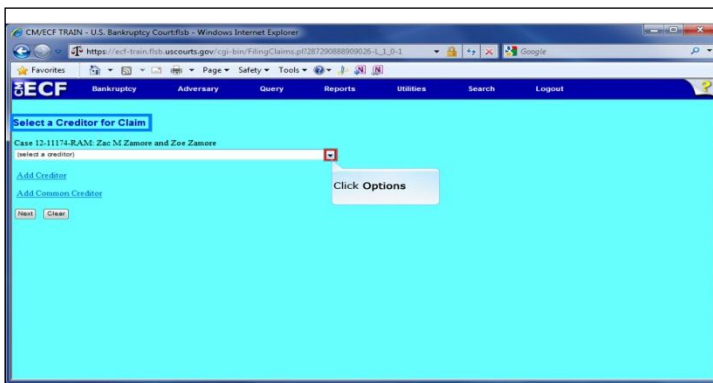 CM/ECF TRAIN - U.S. Bankruptcy Court:flsb - Windows Internet Explorer
https://ecf-train.flsb.uscourts.gov/cgi-bin/FilingClaims.pl?287290888909026-L_1_0-1
Google
Favorites Page Safety Tools
ECF Bankruptcy Adversary Query Reports Utilities Search Logout ?
Select a Creditor for Claim
Case 12-11174-RAM: Zac M Zamore and Zoe Zamore
(select a creditor)
Click Options
Add Creditor
Add Common Creditor
Next Clear